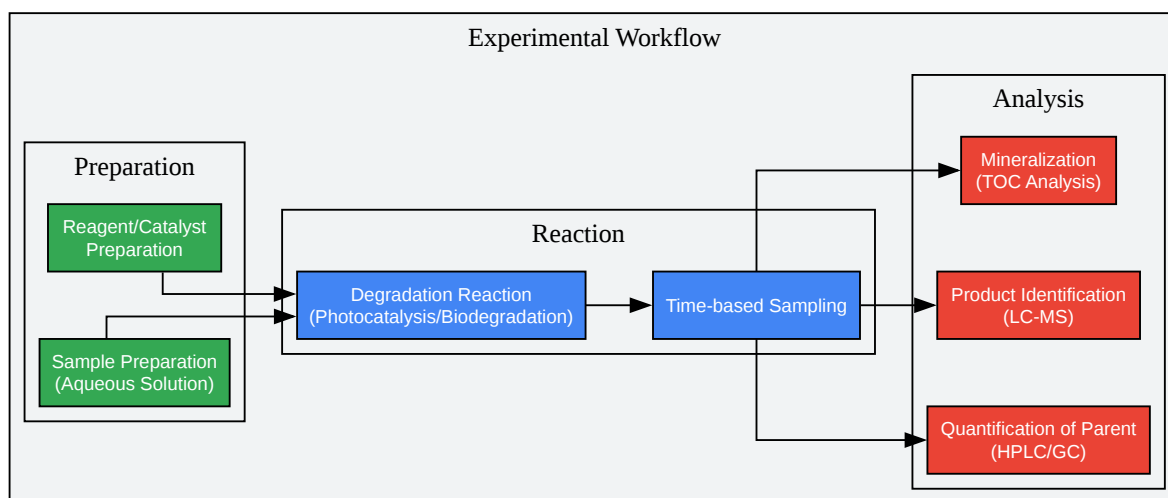 Experimental Workflow
Preparation
Reagent/Catalyst
Preparation
Sample Preparation
(Aqueous Solution)
Reaction
Degradation Reaction
(Photocatalysis/Biodegradation)
Time-based Sampling
Analysis
Mineralization
(TOC Analysis)
Product Identification
(LC-MS)
Quantification of Parent
(HPLC/GC)